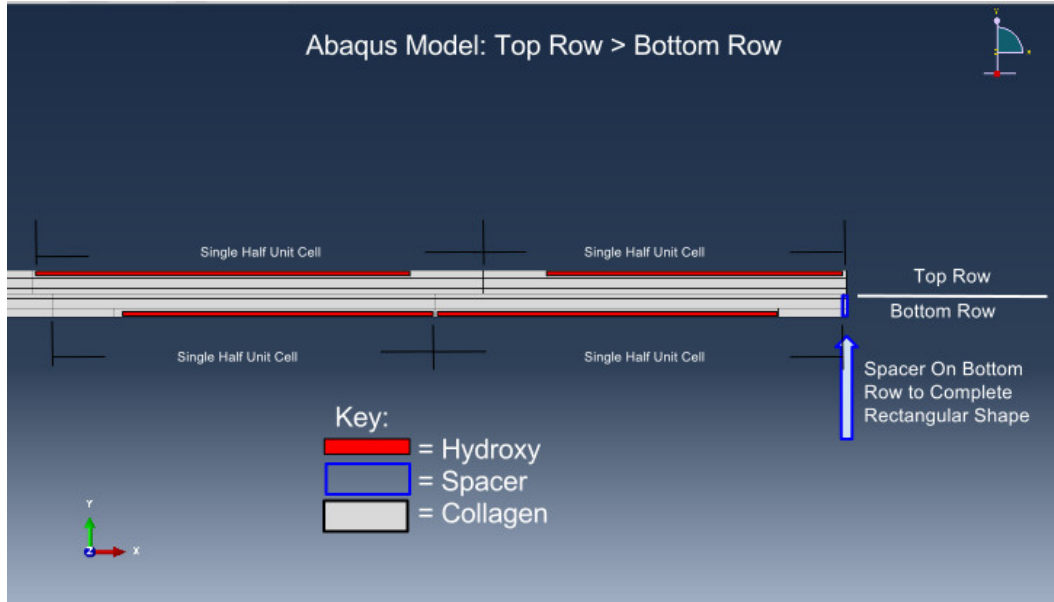 Abaqus Model: Top Row > Bottom Row
Y
X
Single Half Unit Cell
Single Half Unit Cell
Top Row
Bottom Row
Single Half Unit Cell
Single Half Unit Cell
Spacer On Bottom
Row to Complete
Rectangular Shape
Key:
= Hydroxy
= Spacer
= Collagen
Y
Z
X